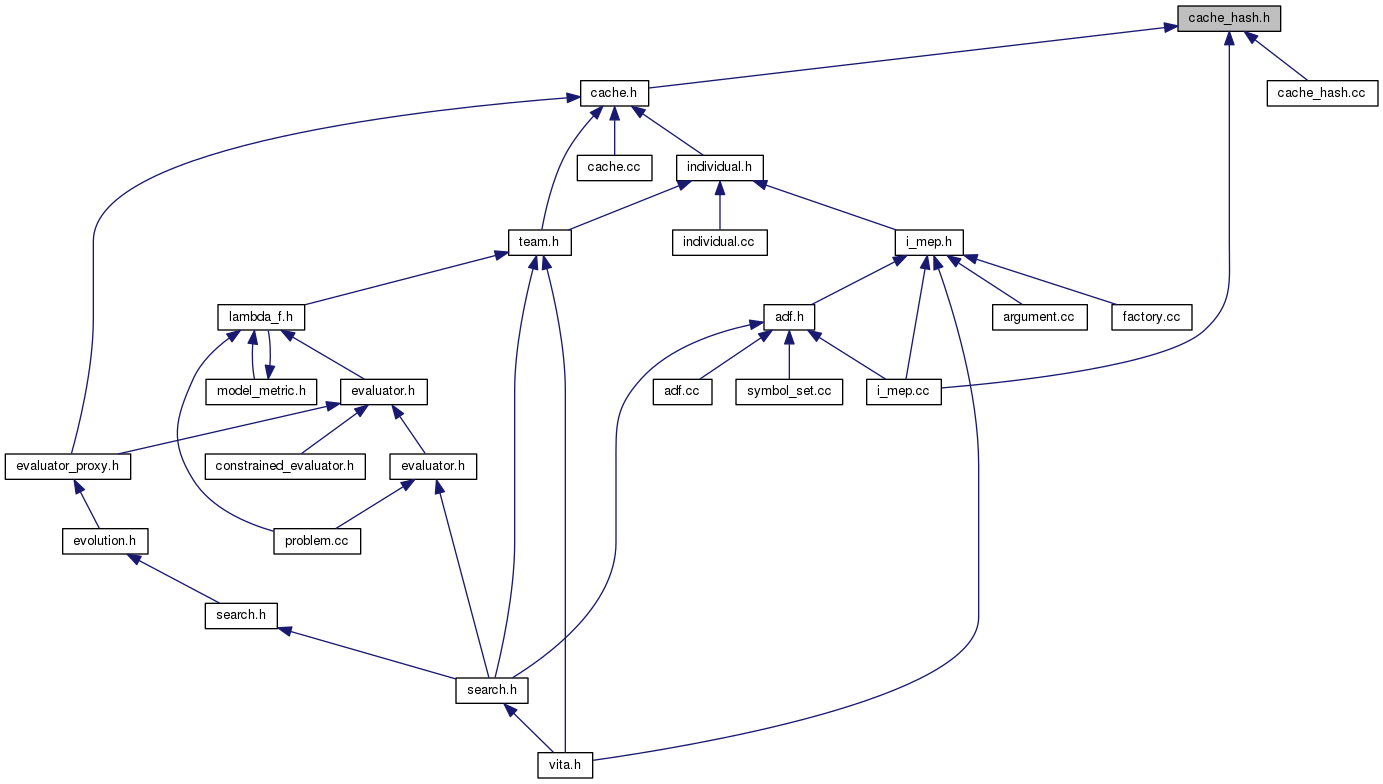 cache_hash.h
cache.h
cache_hash.cc
cache.cc
individual.h
team.h
individual.cc
i_mep.h
lambda_f.h
adf.h
argument.cc
factory.cc
model_metric.h
evaluator.h
adf.cc
symbol_set.cc
i_mep.cc
evaluator_proxy.h
constrained_evaluator.h
evaluator.h
evolution.h
problem.cc
search.h
search.h
vita.h